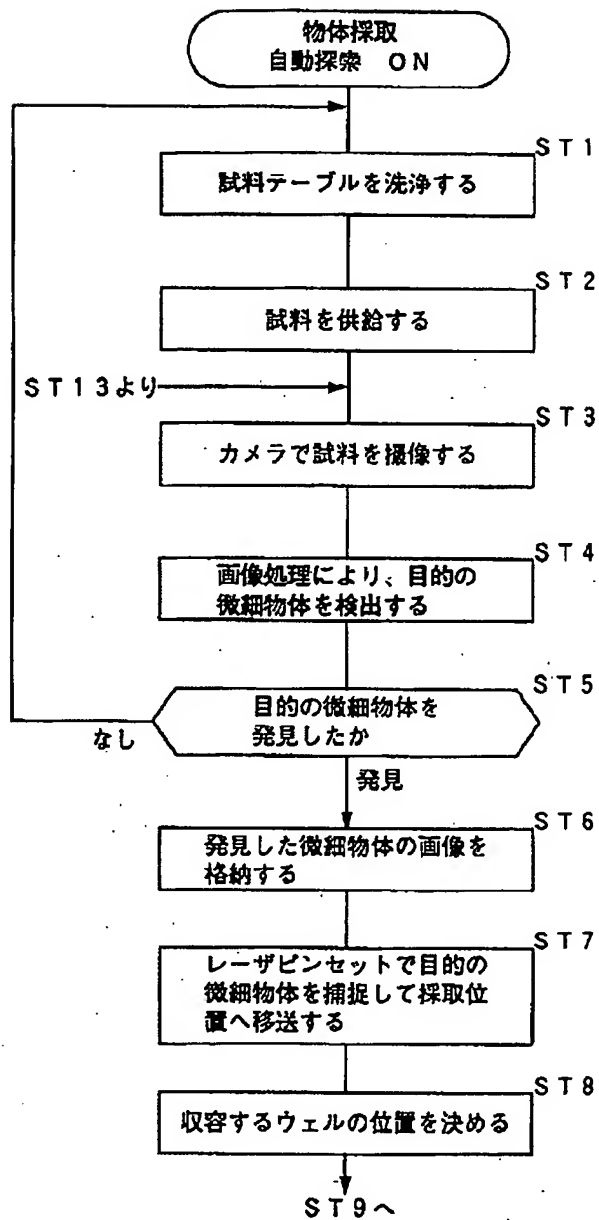 物体採取
自動探索 ON
ST1
試料テーブルを洗浄する
ST2
試料を供給する
ST13より
ST3
カメラで試料を撮像する
ST4
画像処理により、目的の
微細物体を検出する
ST5
目的の微細物体を
発見したか
なし
発見
ST6
発見した微細物体の画像を
格納する
ST7
レーザピンセットで目的の
微細物体を捕捉して採取位
置へ移送する
ST8
収容するウェルの位置を決める
ST9へ